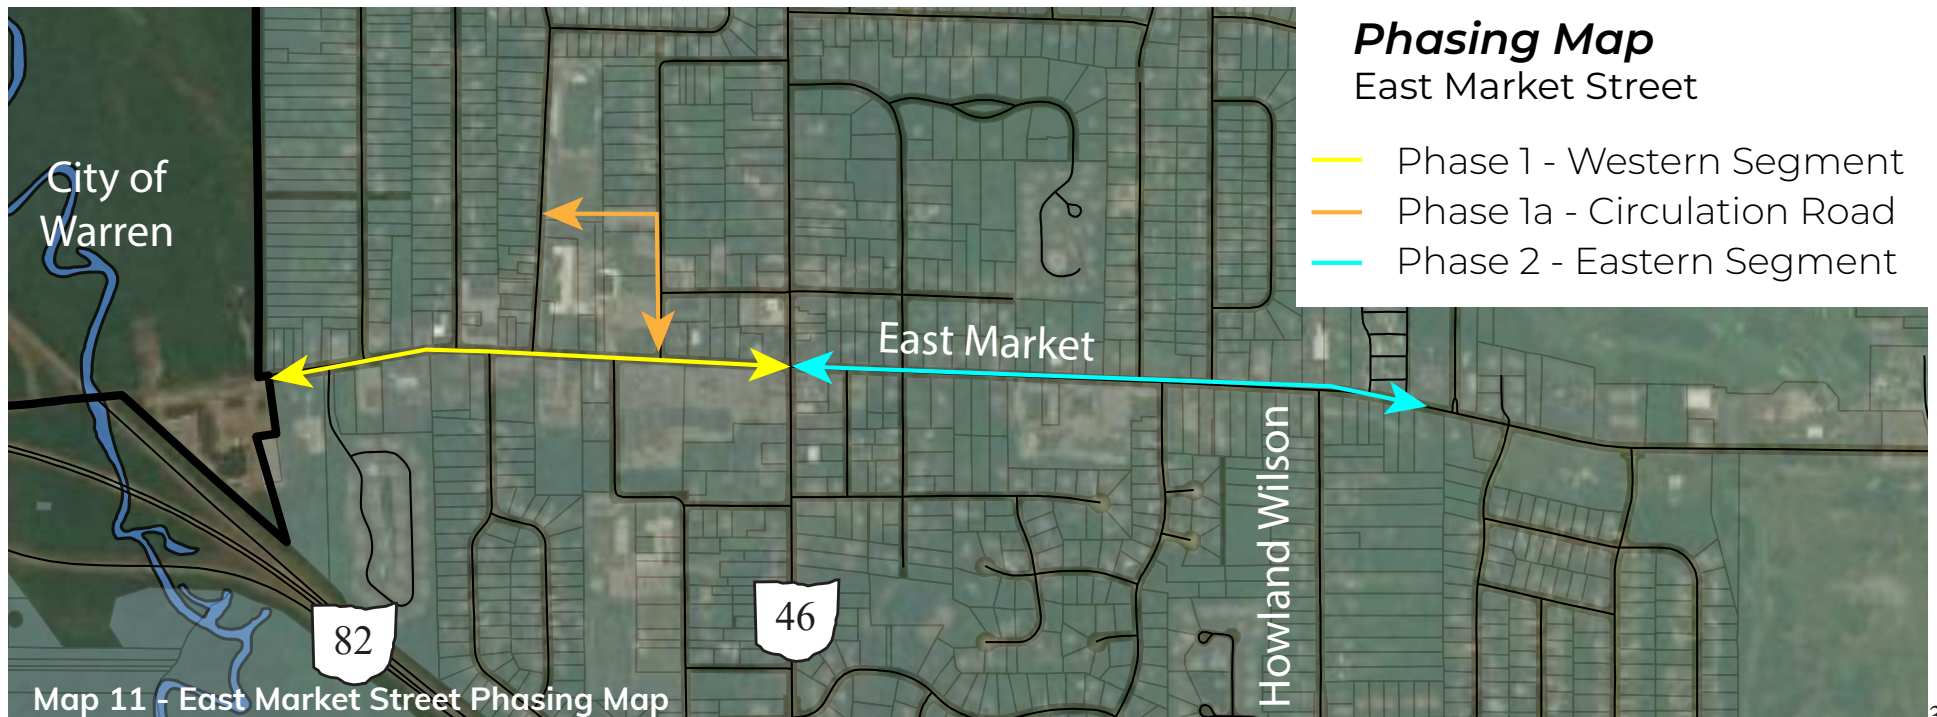 Phasing Map
East Market Street
Phase 1 - Western Segment
Phase 1a - Circulation Road
Phase 2 - Eastern Segment
City of
Warren
East Market
Howland Wilson
46
82
Map 11 - East Market Street Phasing Map